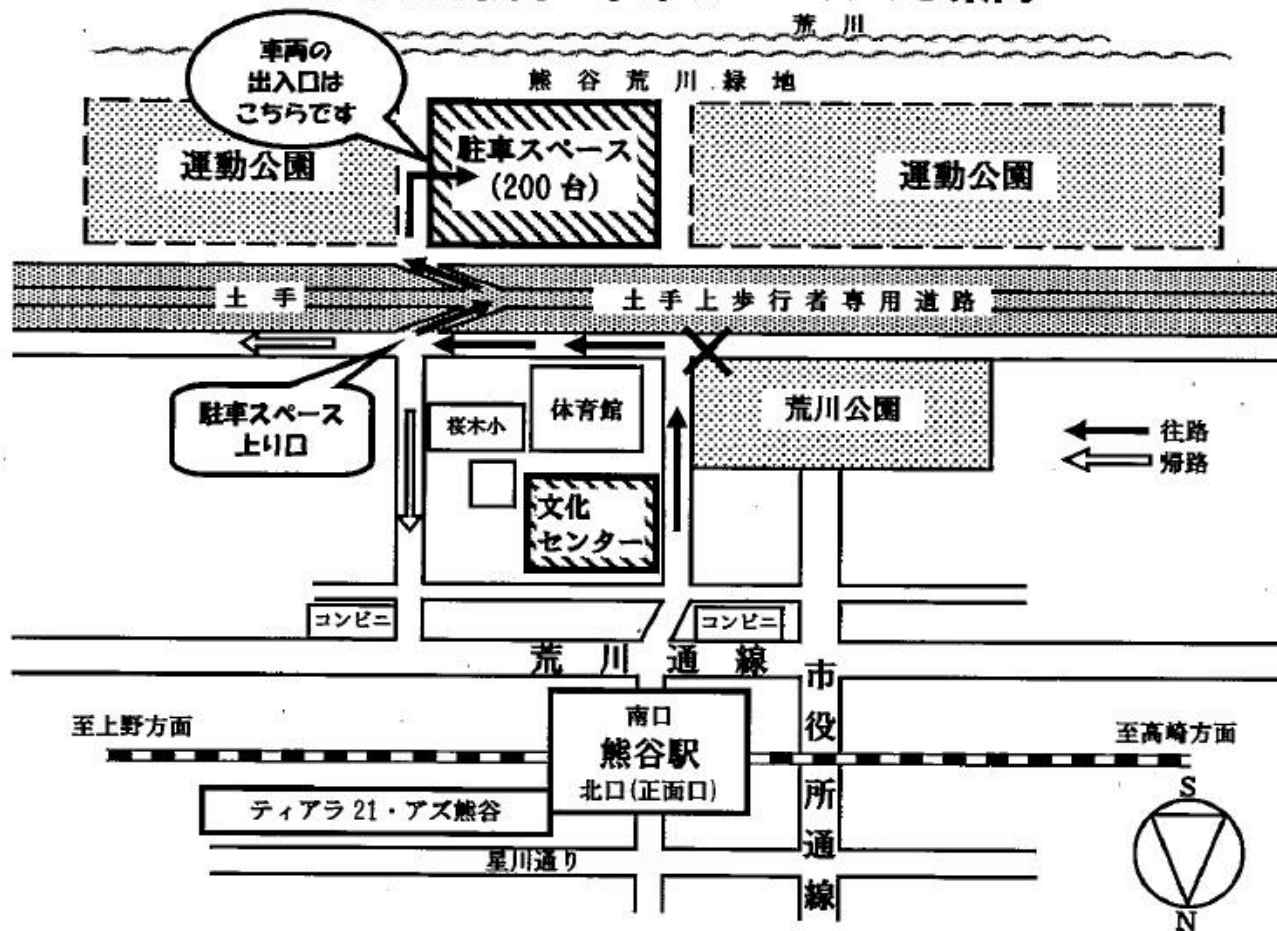 荒川
車両の
出入口は
こちらです
熊谷荒川緑地
運動公園
駐車スペース
(200 台)
運動公園
土手
土手上歩行者専用道路
駐車スペース
上り口
桜木小
体育館
荒川公園
往路
帰路
文化
センター
コンビニ
コンビニ
荒川通線
市役所通線
至上野方面
南口
熊谷駅
北口(正面口)
至高崎方面
ティアラ 21・アズ熊谷
星川通り
S
N